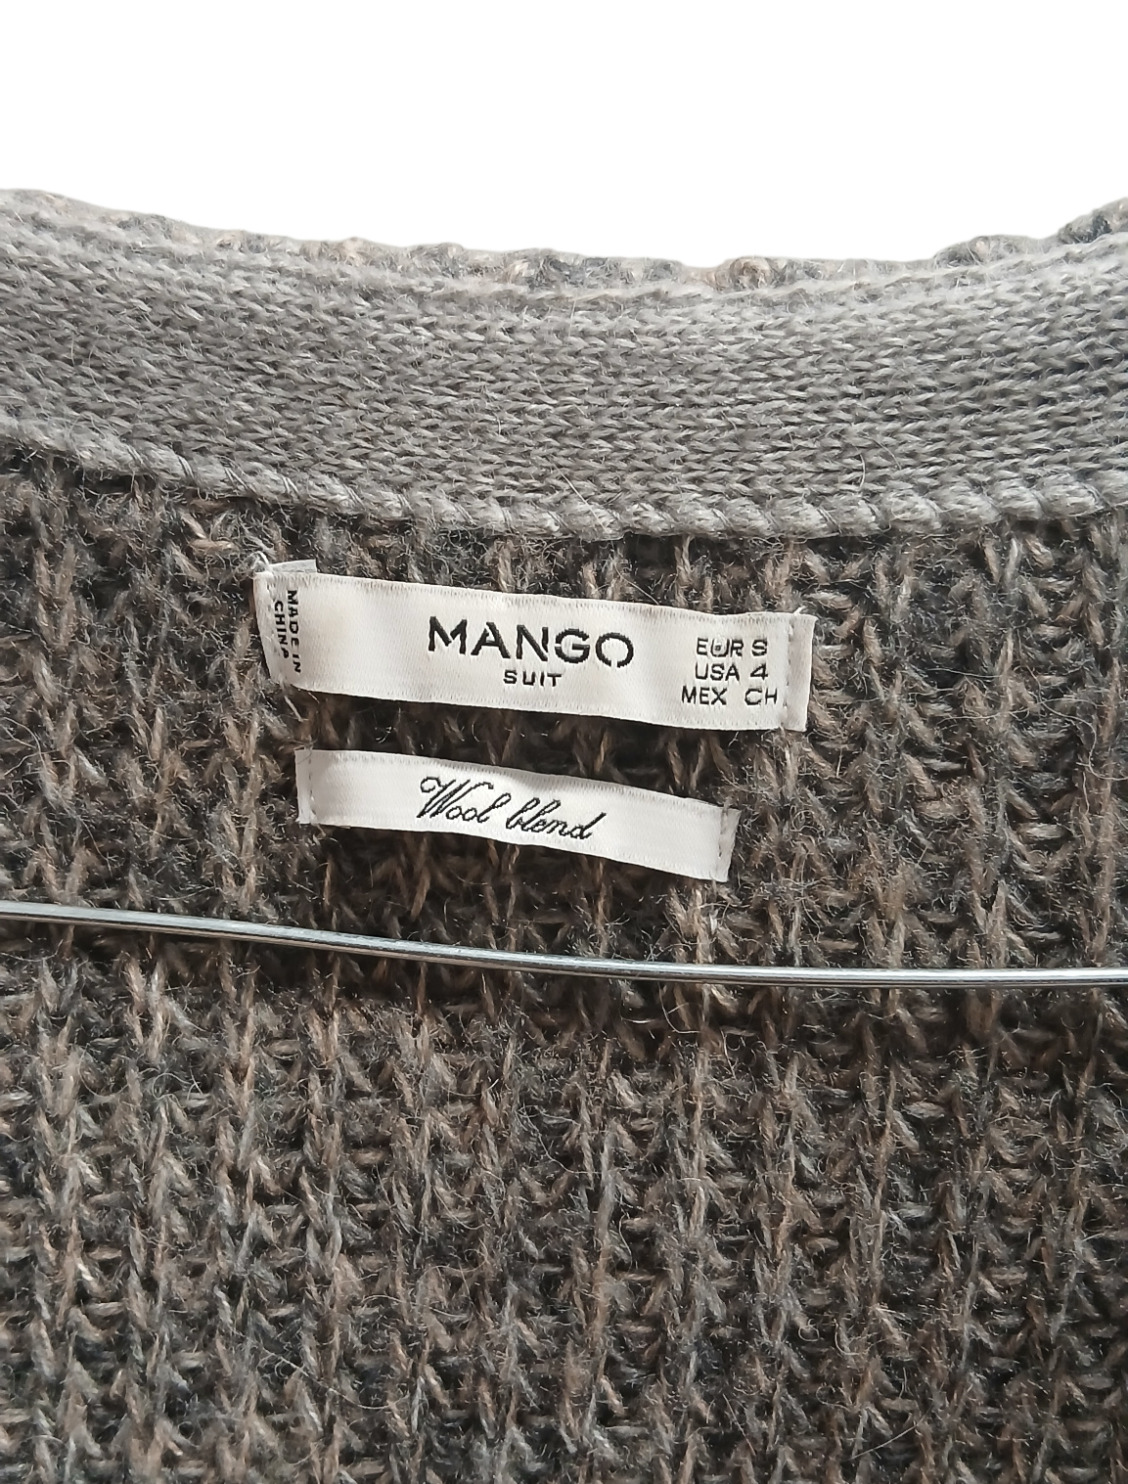 MADE IN
CHINA
MANGO
SUIT
EUR S
USA 4
MEX CH
Wool blend